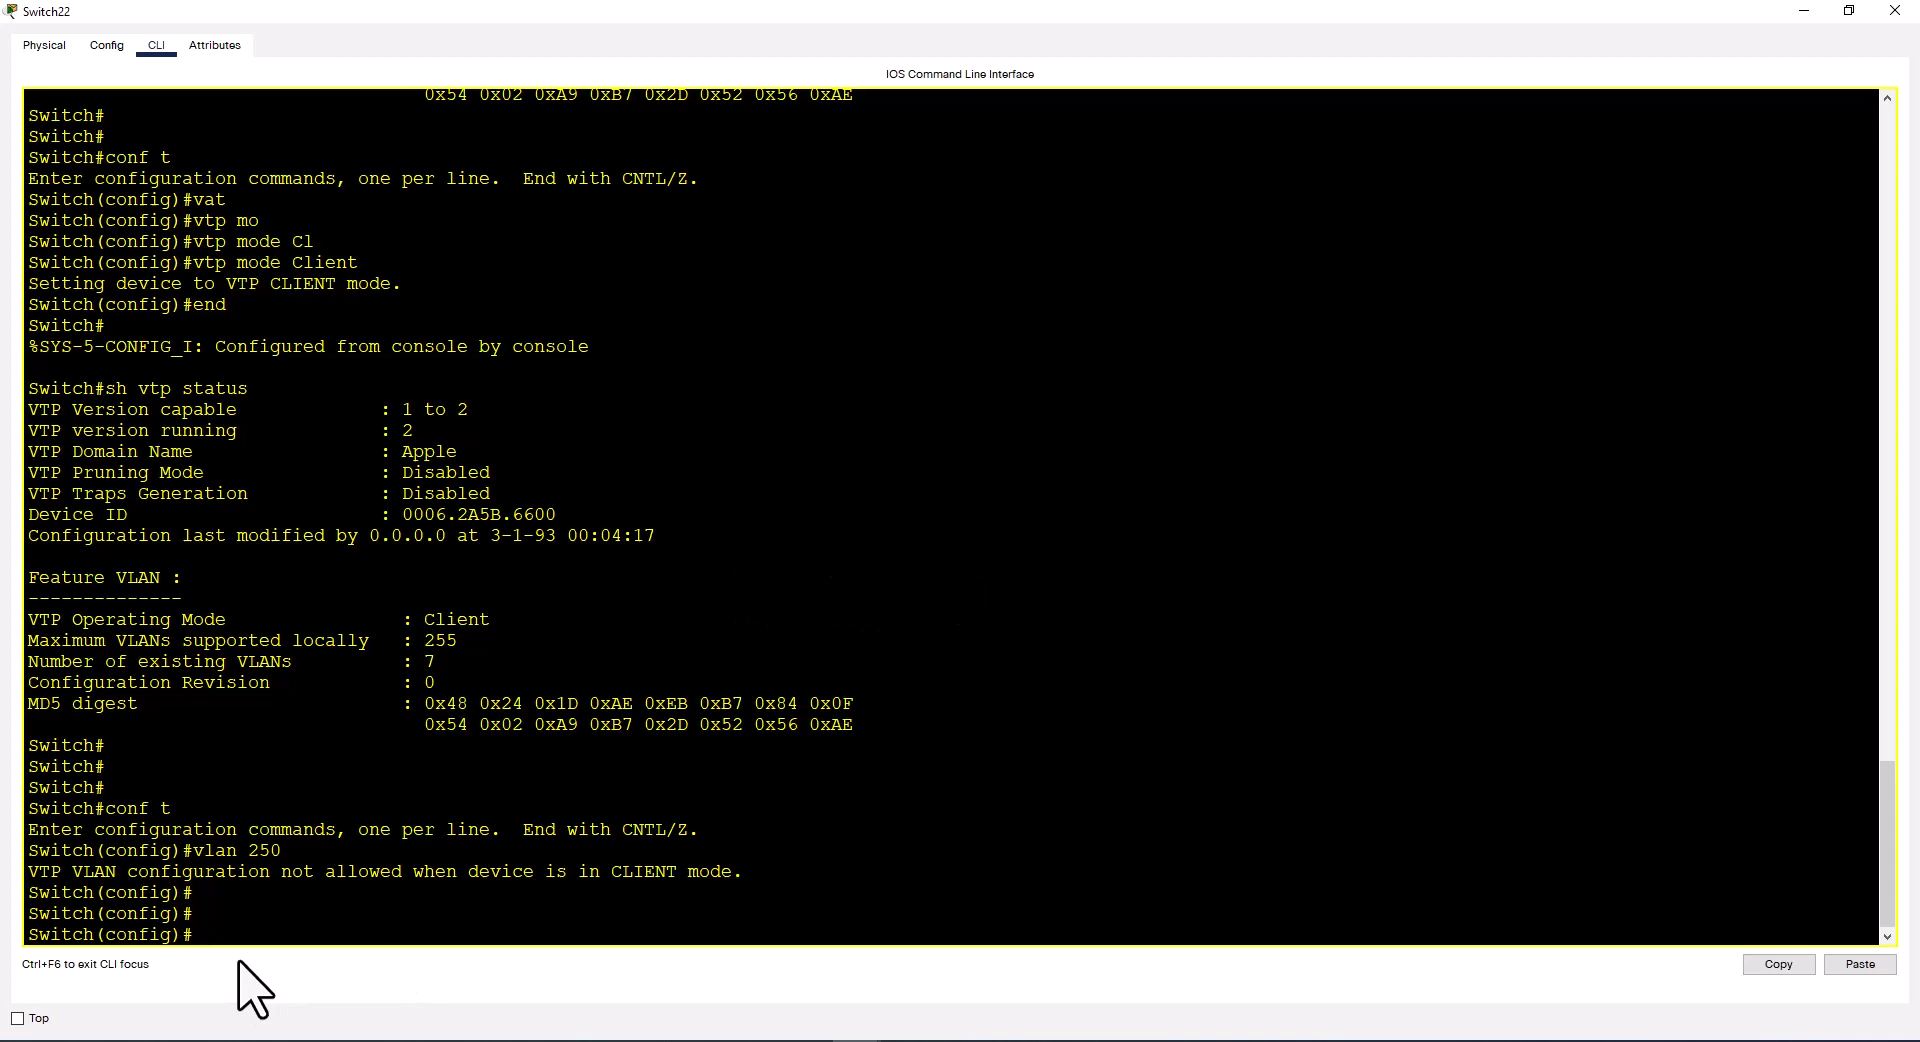 Switch22
Physical Config CLI Attributes
IOS Command Line Interface
0x54 0x02 0xA9 0xB7 0x2D 0x52 0x56 0xAE
Switch#
Switch#
Switch#conf t
Enter configuration commands, one per line.  End with CNTL/Z.
Switch(config)#vat
Switch(config)#vtp mo
Switch(config)#vtp mode Cl
Switch(config)#vtp mode Client
Setting device to VTP CLIENT mode.
Switch(config)#end
Switch#
%SYS-5-CONFIG_I: Configured from console by console
Switch#sh vtp status
VTP Version capable : 1 to 2
VTP version running : 2
VTP Domain Name : Apple
VTP Pruning Mode : Disabled
VTP Traps Generation : Disabled
Device ID : 0006.2A5B.6600
Configuration last modified by 0.0.0.0 at 3-1-93 00:04:17
Feature VLAN :
--------------
VTP Operating Mode : Client
Maximum VLANs supported locally : 255
Number of existing VLANs : 7
Configuration Revision : 0
MD5 digest : 0x48 0x24 0x1D 0xAE 0xEB 0xB7 0x84 0x0F
0x54 0x02 0xA9 0xB7 0x2D 0x52 0x56 0xAE
Switch#
Switch#
Switch#
Switch#conf t
Enter configuration commands, one per line.  End with CNTL/Z.
Switch(config)#vlan 250
VTP VLAN configuration not allowed when device is in CLIENT mode.
Switch(config)#
Switch(config)#
Switch(config)#
Ctrl+F6 to exit CLI focus
Copy Paste
Top